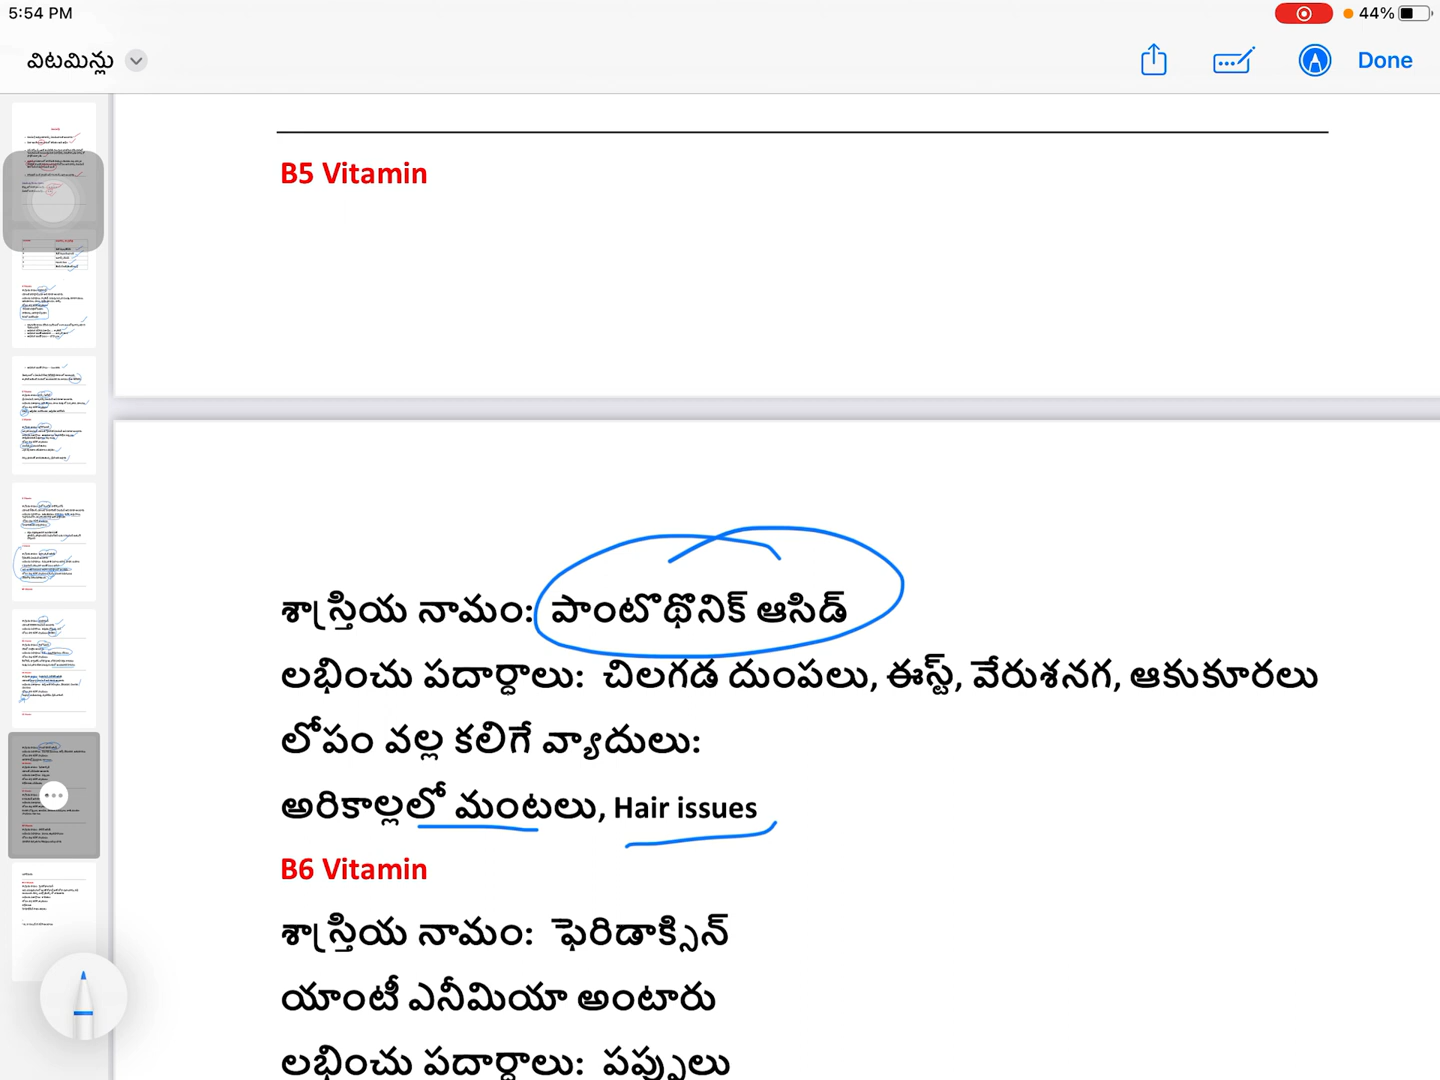 5:54 PM
44%
విటమిన్లు
Done
B5 Vitamin
శాస్త్రియ నామం: పాంటొథొనిక్ ఆసిడ్
లభించు పదార్ధాలు: చిలగడ దుంపలు, ఈస్ట్, వేరుశనగ, ఆకుకూరలు
లోపం వల్ల కలిగే వ్యాదులు:
అరికాల్లలో మంటలు, Hair issues
B6 Vitamin
శాస్త్రియ నామం: ఫెరిడాక్సిన్
యాంటీ ఎనీమియా అంటారు
లభించు పదార్ధాలు: పప్పులు